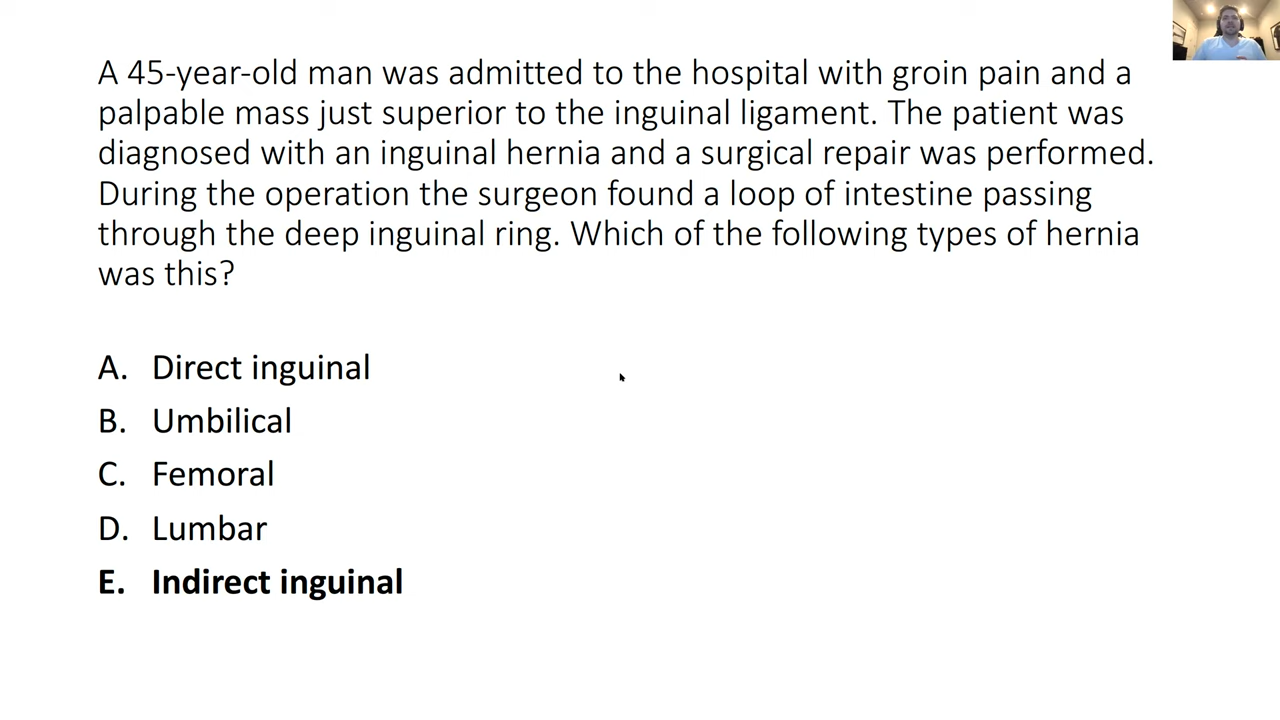 A 45-year-old man was admitted to the hospital with groin pain and a
palpable mass just superior to the inguinal ligament. The patient was
diagnosed with an inguinal hernia and a surgical repair was performed.
During the operation the surgeon found a loop of intestine passing
through the deep inguinal ring. Which of the following types of hernia
was this?
A. Direct inguinal
B. Umbilical
C. Femoral
D. Lumbar
E. Indirect inguinal